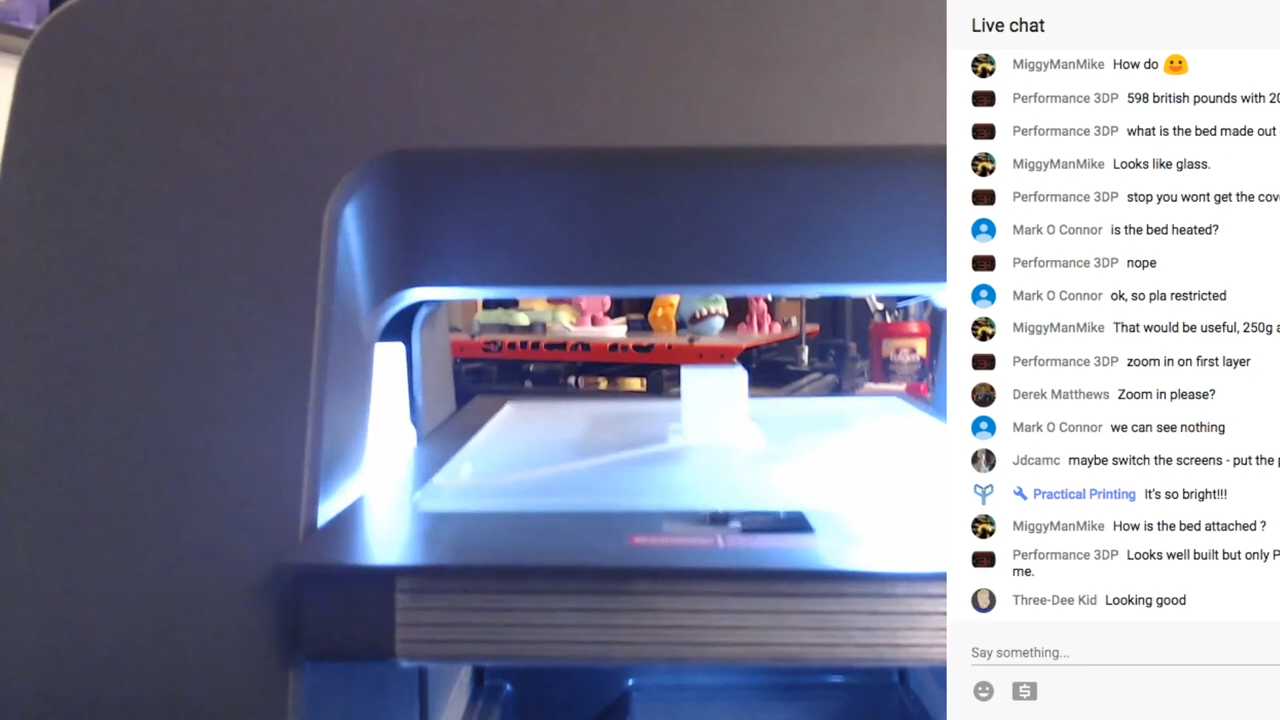 Live chat
MiggyManMike How do
Performance 3DP 598 british pounds with 20
Performance 3DP what is the bed made out
MiggyManMike Looks like glass.
Performance 3DP stop you wont get the cov
Mark O Connor is the bed heated?
Performance 3DP nope
Mark O Connor ok, so pla restricted
MiggyManMike That would be useful, 250g a
Performance 3DP zoom in on first layer
Derek Matthews Zoom in please?
Mark O Connor we can see nothing
Jdcamc maybe switch the screens - put the p
Practical Printing It's so bright!!!
MiggyManMike How is the bed attached ?
Performance 3DP Looks well built but only P
me.
Three-Dee Kid Looking good
Say something...